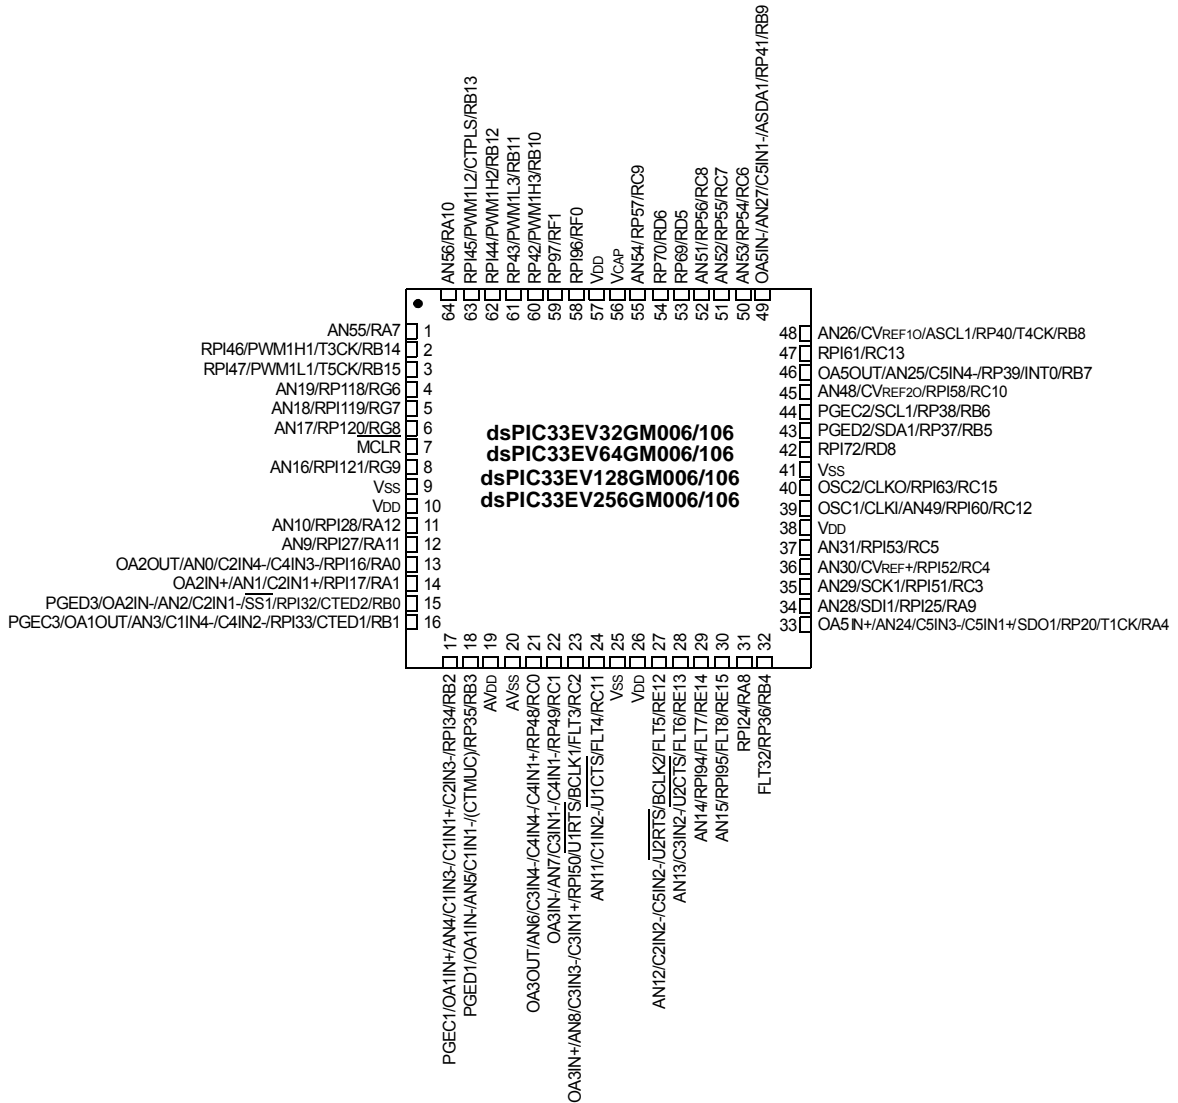 AN56/RA10
RPI45/PWM1L2/CTPLS/RB13
RPI44/PWM1H2/RB12
RP43/PWM1L3/RB11
RP42/PWM1H3/RB10
RP97/RF1
RPI96/RF0
VDD
VCAP
AN54/RP57/RC9
RP70/RD6
RP69/RD5
AN51/RP56/RC8
AN52/RP55/RC7
AN53/RP54/RC6
OA5IN-/AN27/C5IN1-/ASDA1/RP41/RB9
64 63 62 61 60 59 58 57 56 55 54 53 52 51 50 49
AN55/RA7 1
RPI46/PWM1H1/T3CK/RB14 2
RPI47/PWM1L1/T5CK/RB15 3
AN19/RP118/RG6 4
AN18/RPI119/RG7 5
AN17/RP120/RG8 6
MCLR 7
AN16/RPI121/RG9 8
VSS 9
VDD 10
AN10/RPI28/RA12 11
AN9/RPI27/RA11 12
OA2OUT/AN0/C2IN4-/C4IN3-/RPI16/RA0 13
OA2IN+/AN1/C2IN1+/RPI17/RA1 14
PGED3/OA2IN-/AN2/C2IN1-/SS1/RPI32/CTED2/RB0 15
PGEC3/OA1OUT/AN3/C1IN4-/C4IN2-/RPI33/CTED1/RB1 16
dsPIC33EV32GM006/106
dsPIC33EV64GM006/106
dsPIC33EV128GM006/106
dsPIC33EV256GM006/106
48 AN26/CVREF1O/ASCL1/RP40/T4CK/RB8
47 RPI61/RC13
46 OA5OUT/AN25/C5IN4-/RP39/INT0/RB7
45 AN48/CVREF2O/RPI58/RC10
44 PGEC2/SCL1/RP38/RB6
43 PGED2/SDA1/RP37/RB5
42 RPI72/RD8
41 VSS
40 OSC2/CLKO/RPI63/RC15
39 OSC1/CLKI/AN49/RPI60/RC12
38 VDD
37 AN31/RPI53/RC5
36 AN30/CVREF+/RPI52/RC4
35 AN29/SCK1/RPI51/RC3
34 AN28/SDI1/RPI25/RA9
33 OA5IN+/AN24/C5IN3-/C5IN1+/SDO1/RP20/T1CK/RA4
17 18 19 20 21 22 23 24 25 26 27 28 29 30 31 32
PGEC1/OA1IN+/AN4/C1IN3-/C1IN1+/C2IN3-/RPI34/RB2
PGED1/OA1IN-/AN5/C1IN1-/(CTMUC)/RP35/RB3
AVDD
AVSS
OA3OUT/AN6/C3IN4-/C4IN4-/C4IN1+/RP48/RC0
OA3IN-/AN7/C3IN1-/C4IN1-/RP49/RC1
OA3IN+/AN8/C3IN3-/C3IN1+/RPI50/U1RTS/BCLK1/FLT3/RC2
AN11/C1IN2-/U1CTS/FLT4/RC11
VSS
VDD
AN12/C2IN2-/C5IN2-/U2RTS/BCLK2/FLT5/RE12
AN13/C3IN2-/U2CTS/FLT6/RE13
AN14/RPI94/FLT7/RE14
AN15/RPI95/FLT8/RE15
RPI24/RA8
FLT32/RP36/RB4